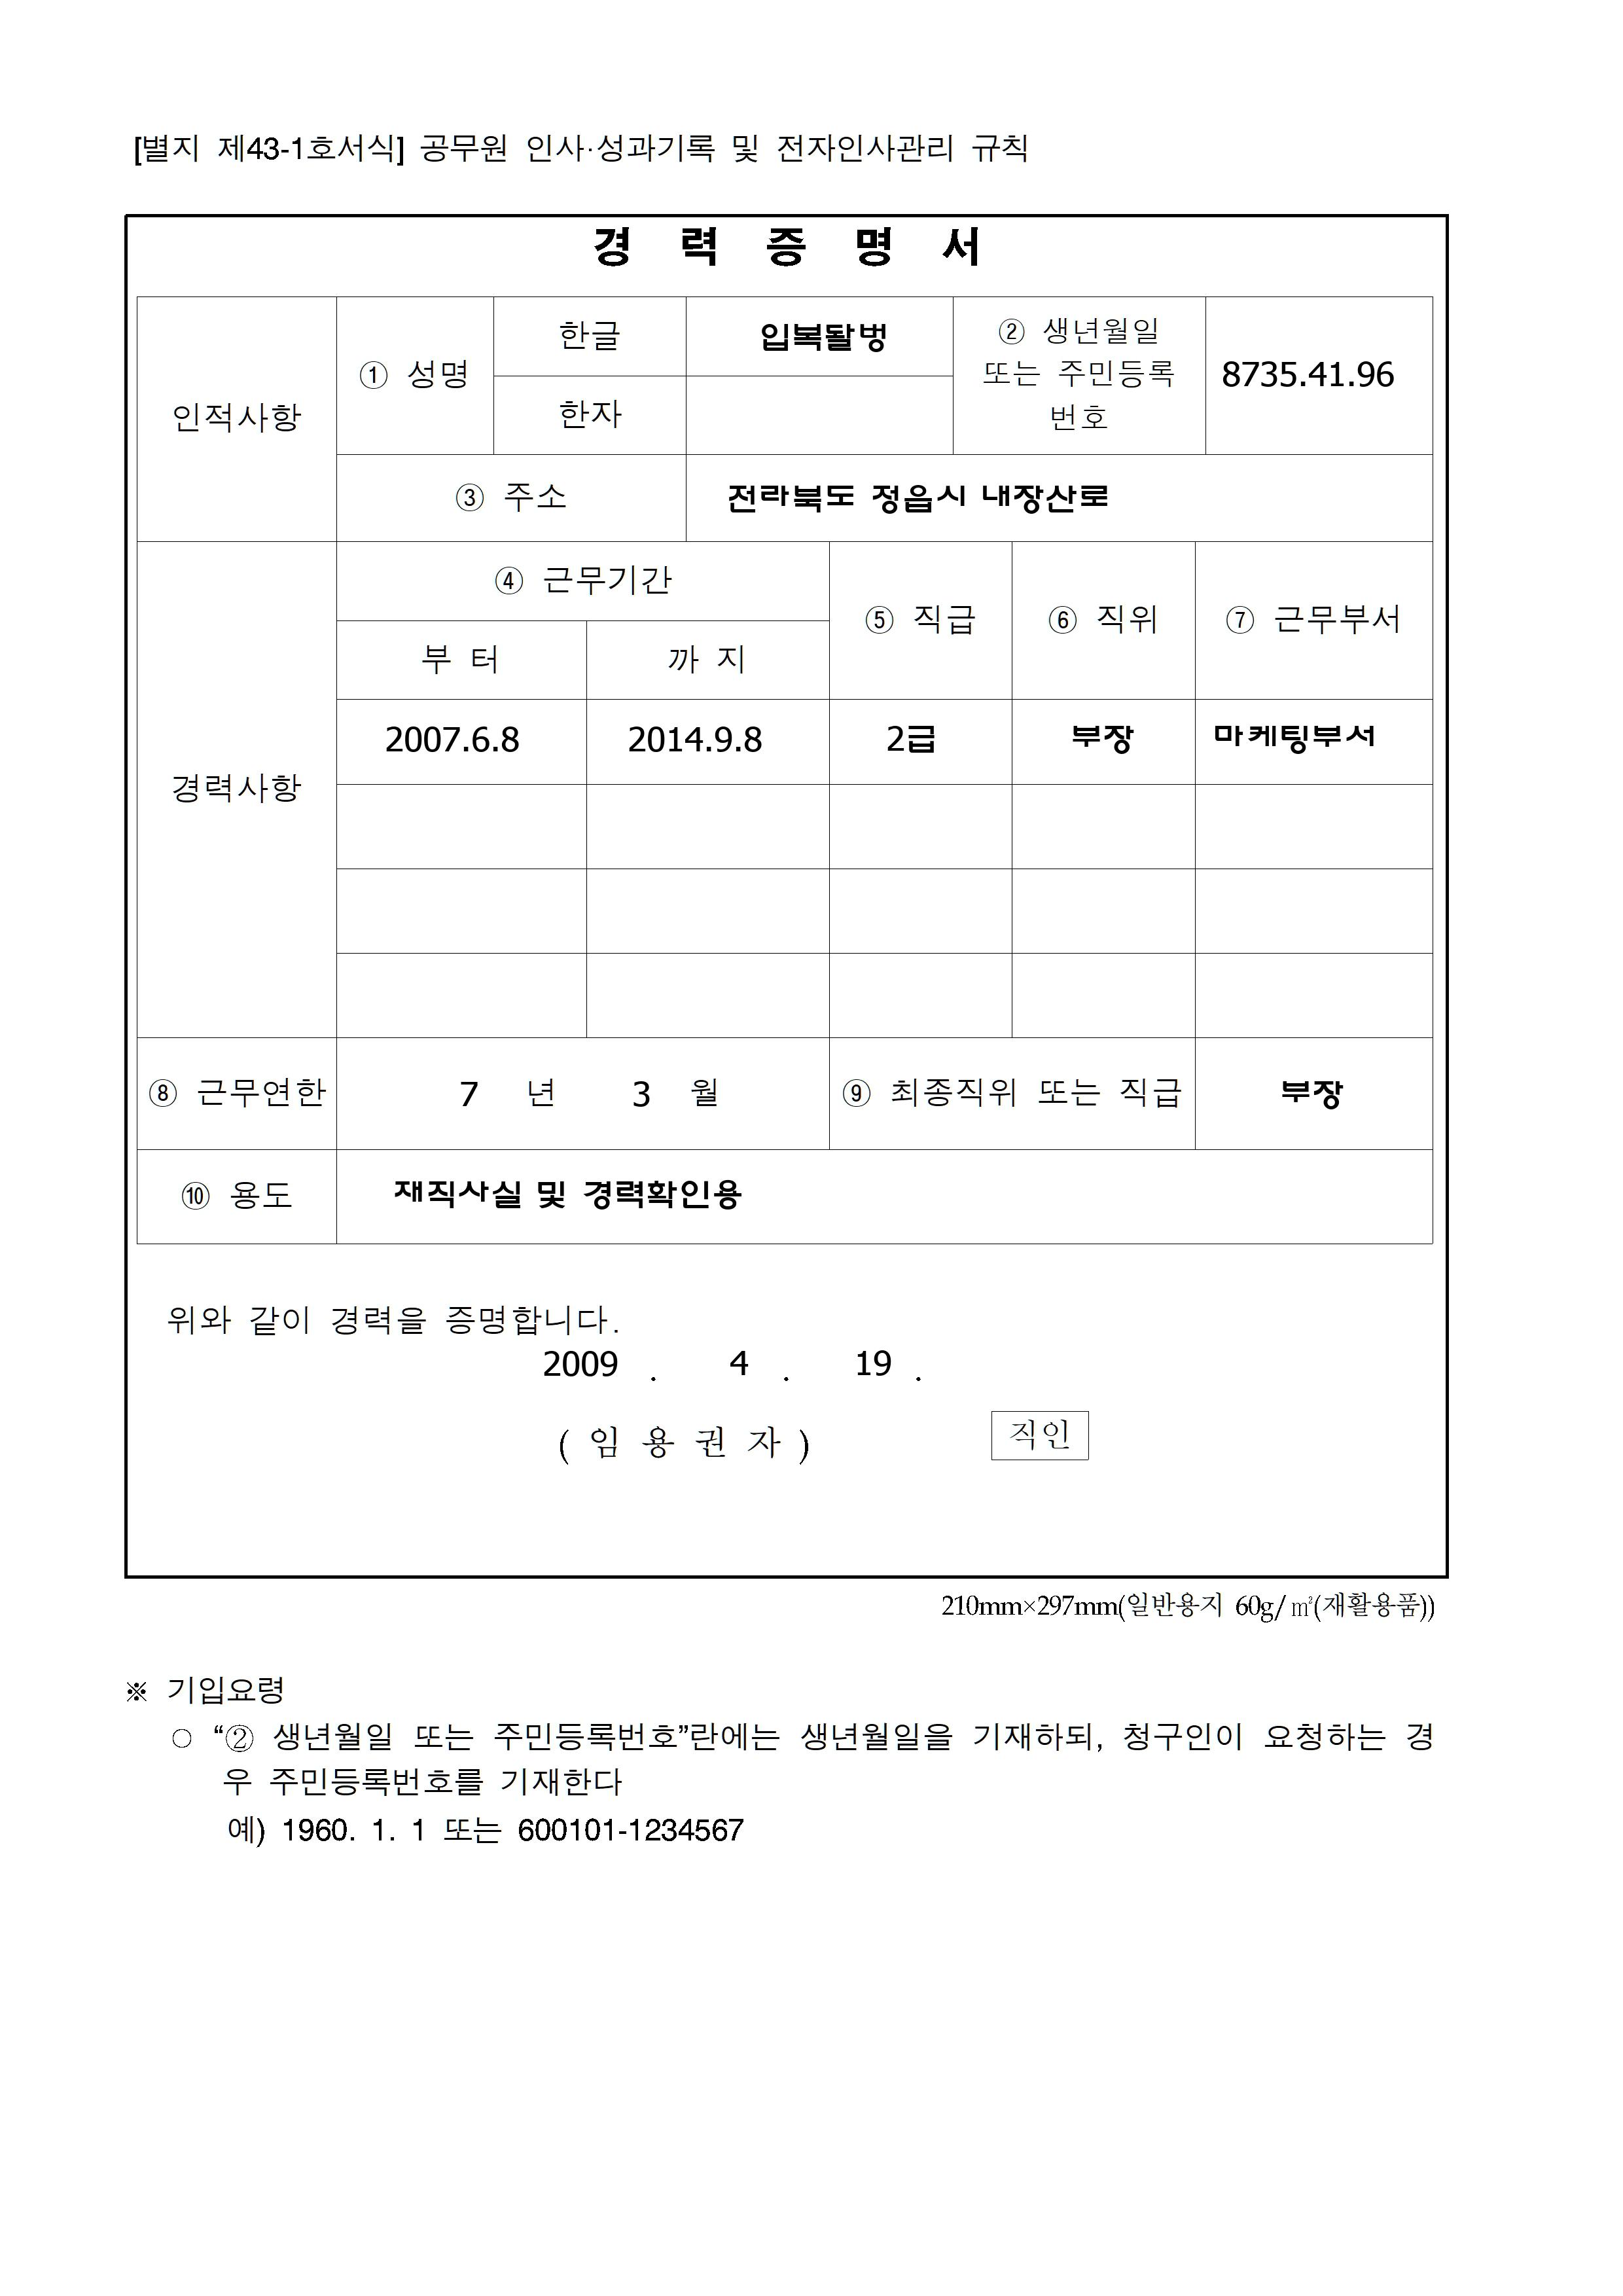 [별지 제43-1호서식] 공무원 인사·성과기록 및 전자인사관리 규칙
경 력 증 명 서
인적사항
① 성명
한글
입복돨벙
② 생년월일
또는 주민등록
번호
8735.41.96
한자
③ 주소
전라북도 정읍시 내장산로
경력사항
④ 근무기간
⑤ 직급
⑥ 직위
⑦ 근무부서
부 터
까 지
2007.6.8
2014.9.8
2급
부장
마케팅부서
⑧ 근무연한
7 년 3 월
⑨ 최종직위 또는 직급
부장
⑩ 용도
재직사실 및 경력확인용
위와 같이 경력을 증명합니다.
2009 . 4 . 19 .
( 임 용 권 자 )
직인
210mm×297mm(일반용지 60g/㎡(재활용품))
※ 기입요령
○ “② 생년월일 또는 주민등록번호”란에는 생년월일을 기재하되, 청구인이 요청하는 경
우 주민등록번호를 기재한다
예) 1960. 1. 1 또는 600101-1234567